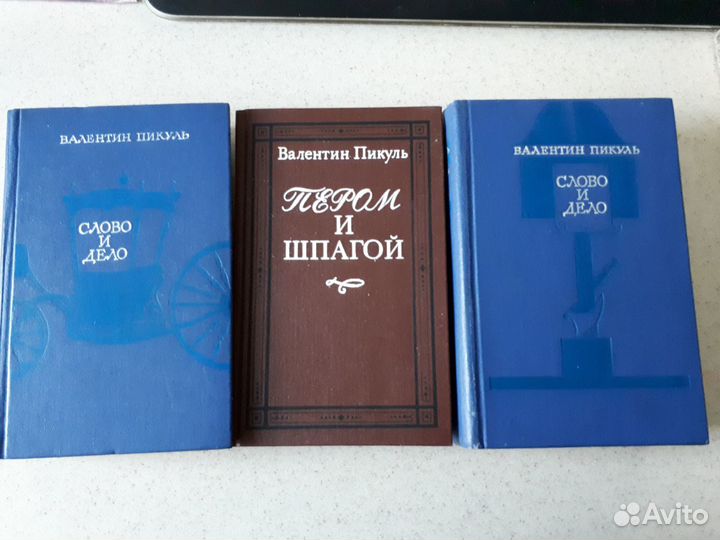 ВАЛЕНТИН ПИКУЛЬ
СЛОВО
И
ДЕЛО
Валентин Пикуль
ПЕРОМ
И
ШПАГОЙ
ВАЛЕНТИН ПИКУЛЬ
СЛОВО
И
ДЕЛО
Avito